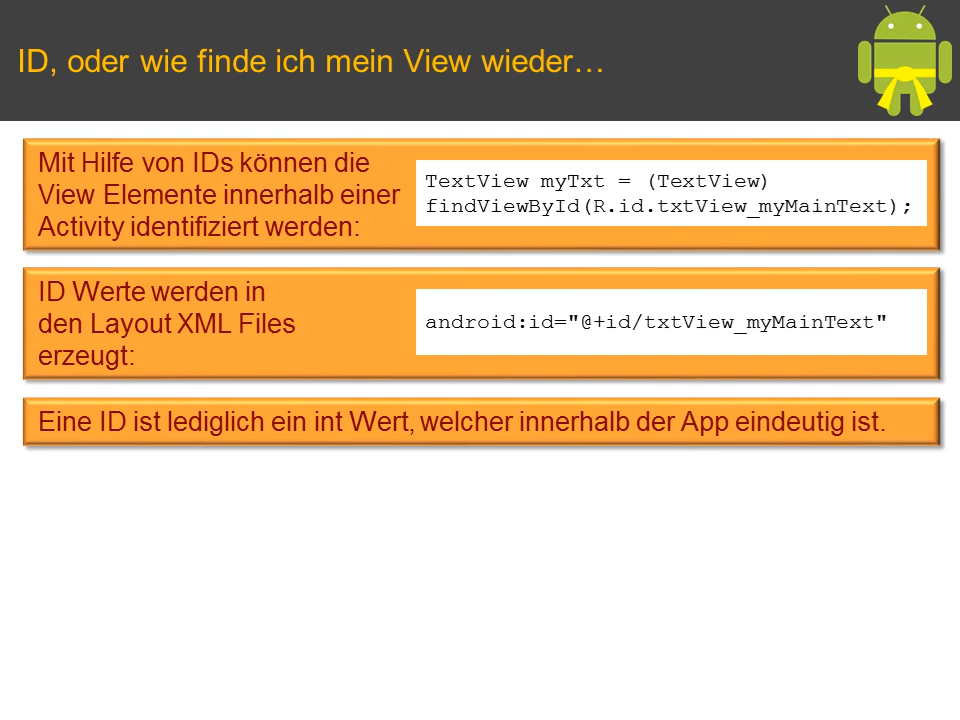 ID, oder wie finde ich mein View wieder…
Mit Hilfe von IDs können die
View Elemente innerhalb einer
Activity identifiziert werden:
TextView myTxt = (TextView)
findViewById(R.id.txtView_myMainText);
ID Werte werden in
den Layout XML Files
erzeugt:
android:id="@+id/txtView_myMainText"
Eine ID ist lediglich ein int Wert, welcher innerhalb der App eindeutig ist.